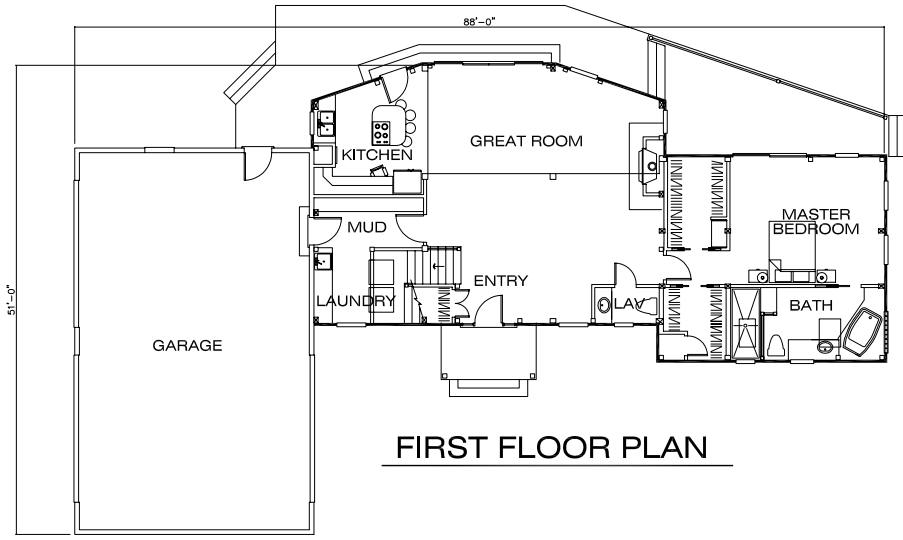 88'-0"
GREAT ROOM
KITCHEN
MASTER
BEDROOM
MUD
ENTRY
51'-0"
LAUNDRY
LAV
BATH
GARAGE
FIRST FLOOR PLAN